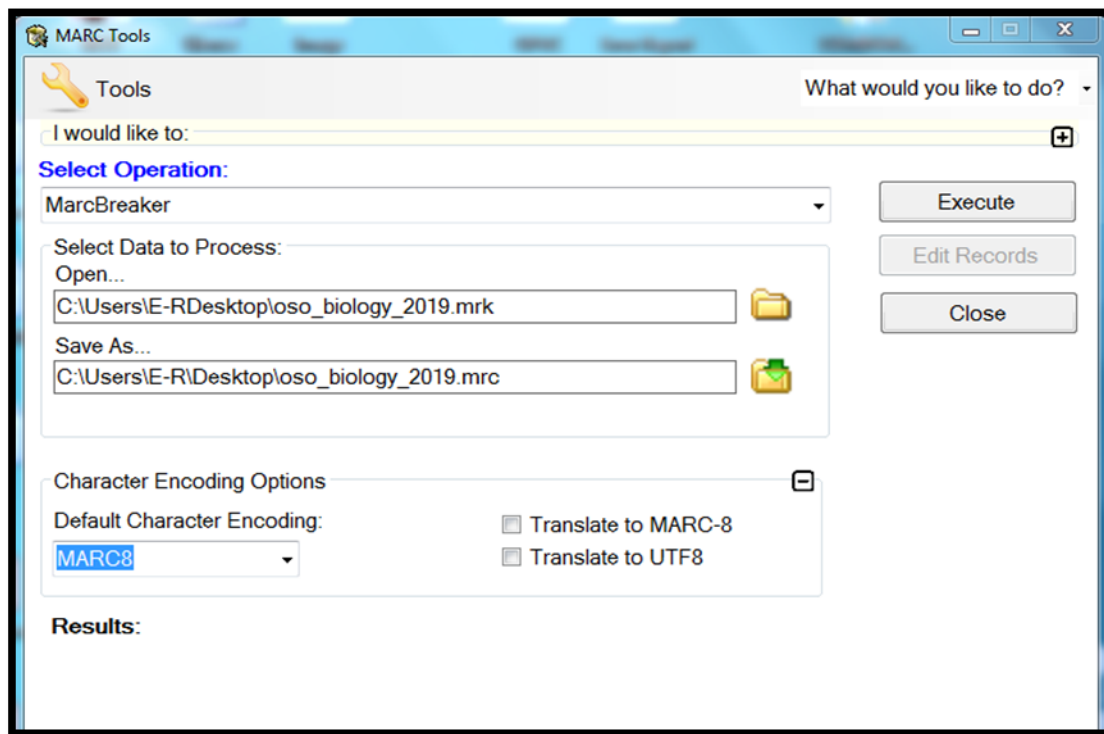 MARC Tools
Tools
What would you like to do?
I would like to:
Select Operation:
MarcBreaker
Execute
Select Data to Process:
Edit Records
Open...
C:\Users\E-RDesktop\oso_biology_2019.mrk
Close
Save As...
C:\Users\E-R\Desktop\oso_biology_2019.mrc
Character Encoding Options
Default Character Encoding:
Translate to MARC-8
MARC8
Translate to UTF8
Results: